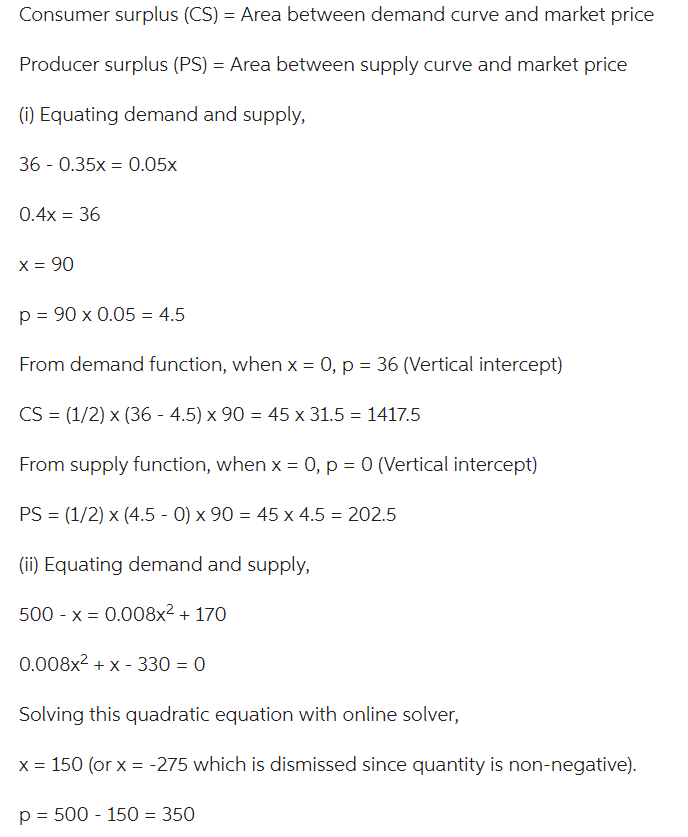 Consumer surplus (CS) = Area between demand curve and market price
Producer surplus (PS) = Area between supply curve and market price
(i) Equating demand and supply,
36 - 0.35x = 0.05x
0.4x = 36
x = 90
p = 90 x 0.05 = 4.5
From demand function, when x = 0, p = 36 (Vertical intercept)
CS = (1/2) x (36 - 4.5) x 90 = 45 x 31.5 = 1417.5
From supply function, when x = 0, p = 0 (Vertical intercept)
PS = (1/2) x (4.5 - 0) x 90 = 45 x 4.5 = 202.5
(ii) Equating demand and supply,
500 - x = 0.008x² + 170
0.008x² + x - 330 = 0
Solving this quadratic equation with online solver,
x = 150 (or x = -275 which is dismissed since quantity is non-negative).
p = 500 - 150 = 350